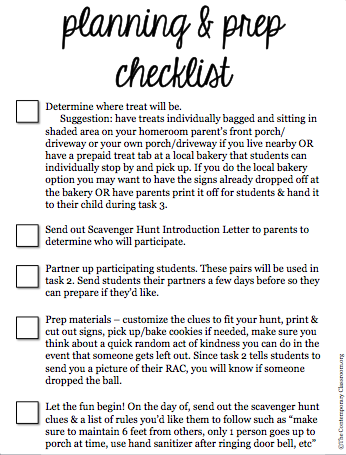 planning & prep
checklist
Determine where treat will be.
Suggestion: have treats individually bagged and sitting in
shaded area on your homeroom parent's front porch/
driveway or your own porch/driveway if you live nearby OR
have a prepaid treat tab at a local bakery that students can
individually stop by and pick up. If you do the local bakery
option you may want to have the signs already dropped off at
the bakery OR have parents print it off for students & hand it
to their child during task 3.
Send out Scavenger Hunt Introduction Letter to parents to
determine who will participate.
Partner up participating students. These pairs will be used in
task 2. Send students their partners a few days before so they
can prepare if they'd like.
Prep materials – customize the clues to fit your hunt, print &
cut out signs, pick up/bake cookies if needed, make sure you
think about a quick random act of kindness you can do in the
event that someone gets left out. Since task 2 tells students to
send you a picture of their RAC, you will know if someone
dropped the ball.
Let the fun begin! On the day of, send out the scavenger hunt
clues & a list of rules you'd like them to follow such as "make
sure to maintain 6 feet from others, only 1 person goes up to
porch at time, use hand sanitizer after ringing door bell, etc"
©The Contemporary Classroom.org